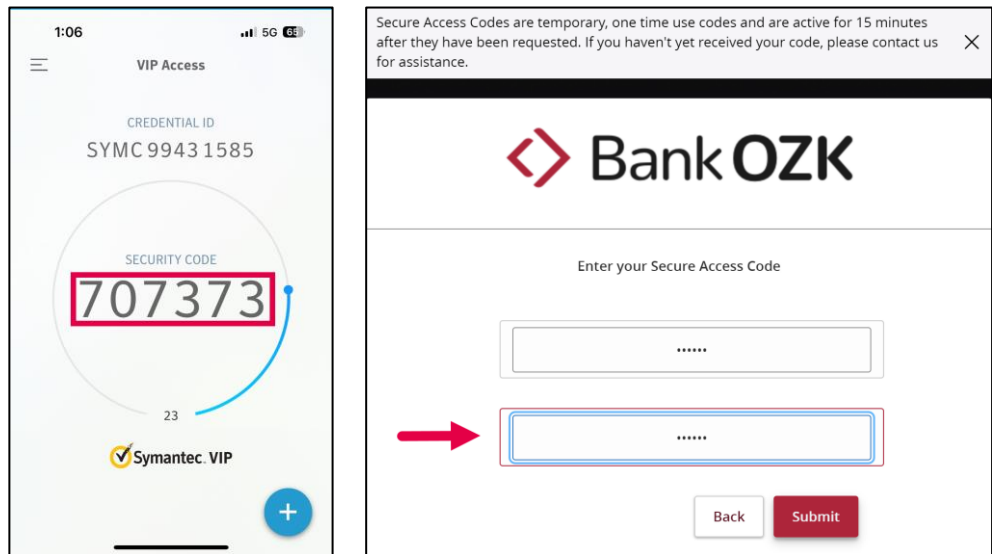 1:06
5G 65
VIP Access
CREDENTIAL ID
SYMC 9943 1585
SECURITY CODE
707373
23
Symantec. VIP
+
Secure Access Codes are temporary, one time use codes and are active for 15 minutes
after they have been requested. If you haven't yet received your code, please contact us
for assistance.
Bank OZK
Enter your Secure Access Code
••••••
••••••
Back
Submit